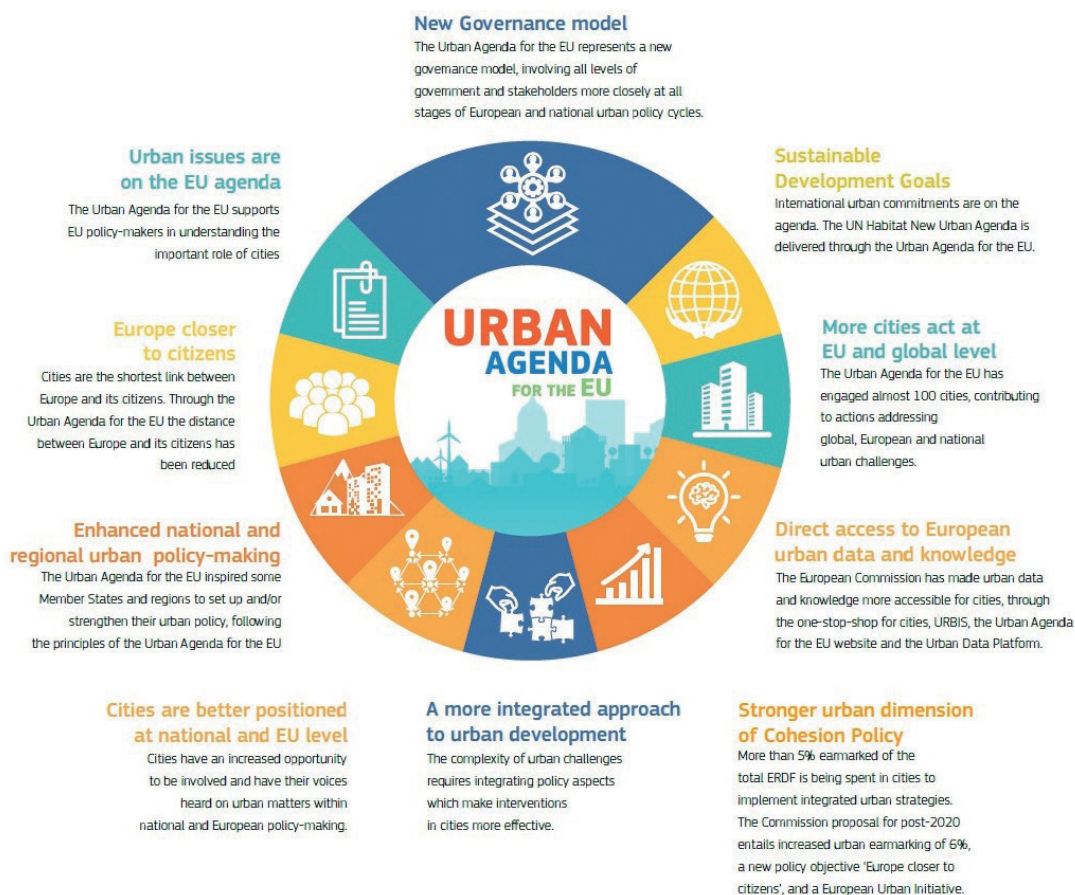 New Governance model
The Urban Agenda for the EU represents a new
governance model, involving all levels of
government and stakeholders more closely at all
stages of European and national urban policy cycles.
Urban issues are
on the EU agenda
The Urban Agenda for the EU supports
EU policy-makers in understanding the
important role of cities
Sustainable
Development Goals
International urban commitments are on the
agenda. The UN Habitat New Urban Agenda is
delivered through the Urban Agenda for the EU.
URBAN
AGENDA
FOR THE EU
Europe closer
to citizens
Cities are the shortest link between
Europe and its citizens. Through the
Urban Agenda for the EU the distance
between Europe and its citizens has
been reduced
More cities act at
EU and global level
The Urban Agenda for the EU has
engaged almost 100 cities, contributing
to actions addressing
global, European and national
urban challenges.
Enhanced national and
regional urban policy-making
The Urban Agenda for the EU inspired some
Member States and regions to set up and/or
strengthen their urban policy, following
the principles of the Urban Agenda for the EU
Direct access to European
urban data and knowledge
The European Commission has made urban data
and knowledge more accessible for cities, through
the one-stop-shop for cities, URBIS, the Urban Agenda
for the EU website and the Urban Data Platform.
Cities are better positioned
at national and EU level
Cities have an increased opportunity
to be involved and have their voices
heard on urban matters within
national and European policy-making.
A more integrated approach
to urban development
The complexity of urban challenges
requires integrating policy aspects
which make interventions
in cities more effective.
Stronger urban dimension
of Cohesion Policy
More than 5% earmarked of the
total ERDF is being spent in cities to
implement integrated urban strategies.
The Commission proposal for post-2020
entails increased urban earmarking of 6%,
a new policy objective 'Europe closer to
citizens', and a European Urban Initiative.